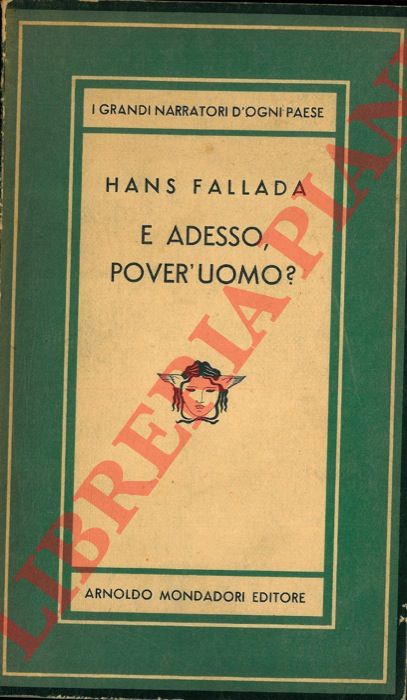 I GRANDI NARRATORI D'OGNI PAESE
HANS FALLADA
E ADESSO,
POVER'UOMO?
ARNOLDO MONDADORI EDITORE
LIBRERIA PIANI